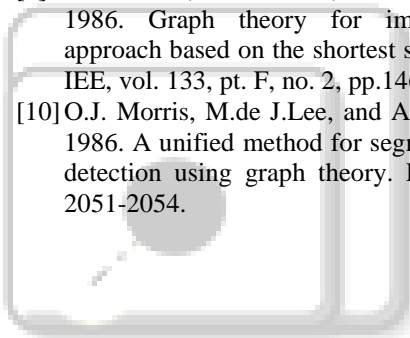 1986. Graph theory for im
approach based on the shortest s
IEE, vol. 133, pt. F, no. 2, pp.14
[10]O.J. Morris, M.de J.Lee, and A
1986. A unified method for segr
detection using graph theory. I
2051-2054.